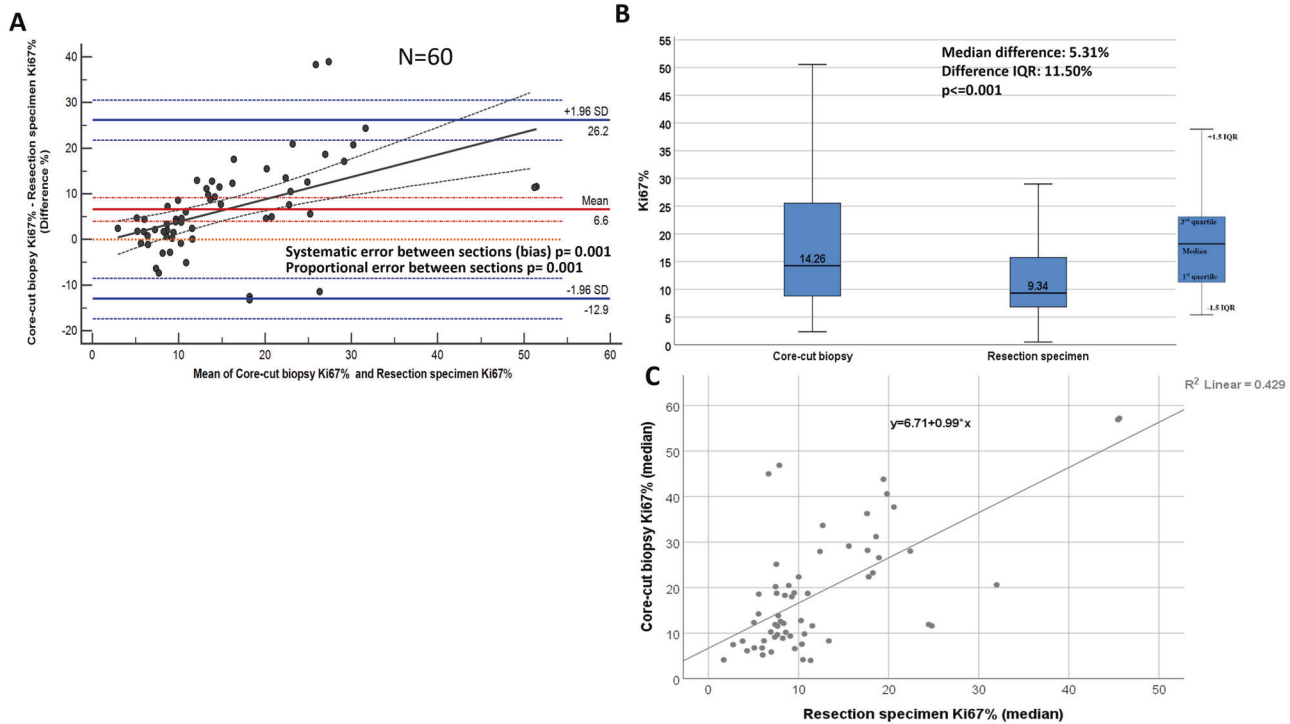 A
N=60
Core-cut biopsy Ki67% - Resection specimen Ki67%
(Difference %)
40
30
20
10
0
-10
-20
+1.96 SD
26.2
Mean
6.6
Systematic error between sections (bias) p= 0.001
Proportional error between sections p= 0.001
-1.96 SD
-12.9
0 10 20 30 40 50 60
Mean of Core-cut biopsy Ki67% and Resection specimen Ki67%
B
Ki67%
55
50
45
40
35
30
25
20
15
10
5
0
Median difference: 5.31%
Difference IQR: 11.50%
p<=0.001
14.26
9.34
Core-cut biopsy Resection specimen
+1.5 IQR
3rd quartile
Median
1st quartile
-1.5 IQR
C
R2 Linear = 0.429
y=6.71+0.99*x
Core-cut biopsy Ki67% (median)
60
50
40
30
20
10
0
0 10 20 30 40 50
Resection specimen Ki67% (median)